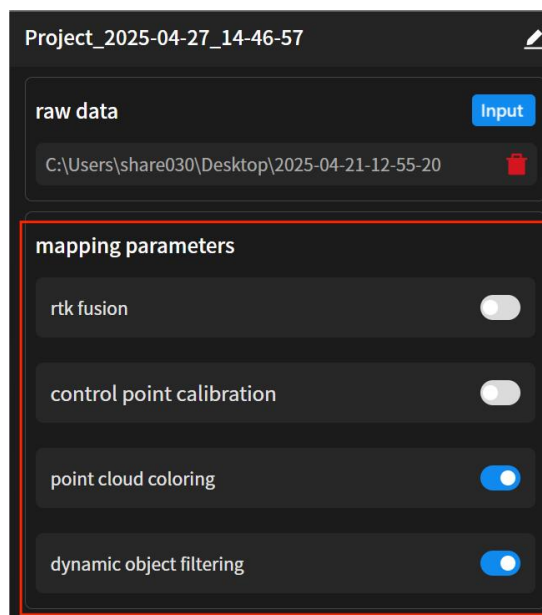 Project_2025-04-27_14-46-57
raw data
Input
C:\Users\share030\Desktop\2025-04-21-12-55-20
mapping parameters
rtk fusion
control point calibration
point cloud coloring
dynamic object filtering